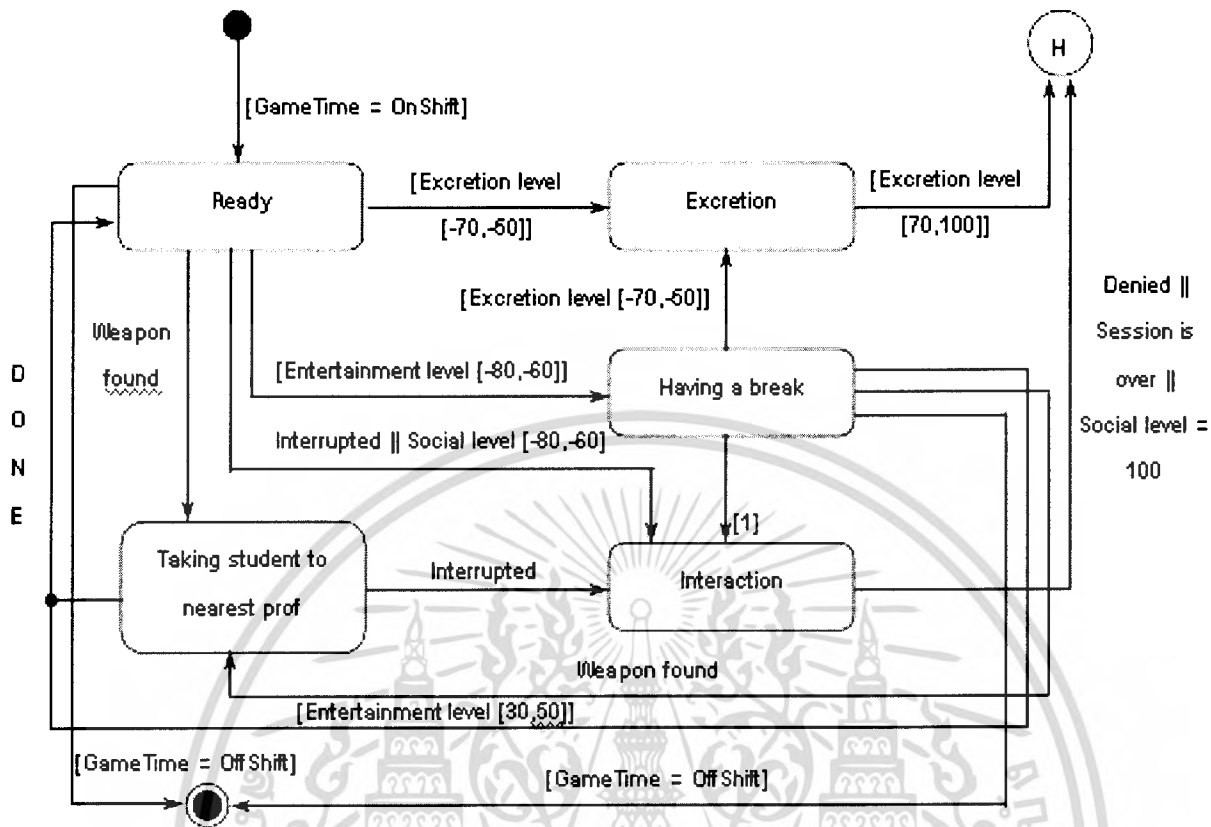 H
[GameTime = OnShift]
Ready
[Excretion level
[-70,-50]]
Excretion
[Excretion level
[70,100]]
[Excretion level [-70,-50]]
Weapon
found
Denied ||
Session is
over ||
Social level =
100
D
O
N
E
[Entertainment level [-80,-60]]
Having a break
Interrupted || Social level [-80,-60]
[1]
Taking student to
nearest prof
Interrupted
Interaction
Weapon found
[Entertainment level [30,50]]
[GameTime = OffShift]
[GameTime = OffShift]